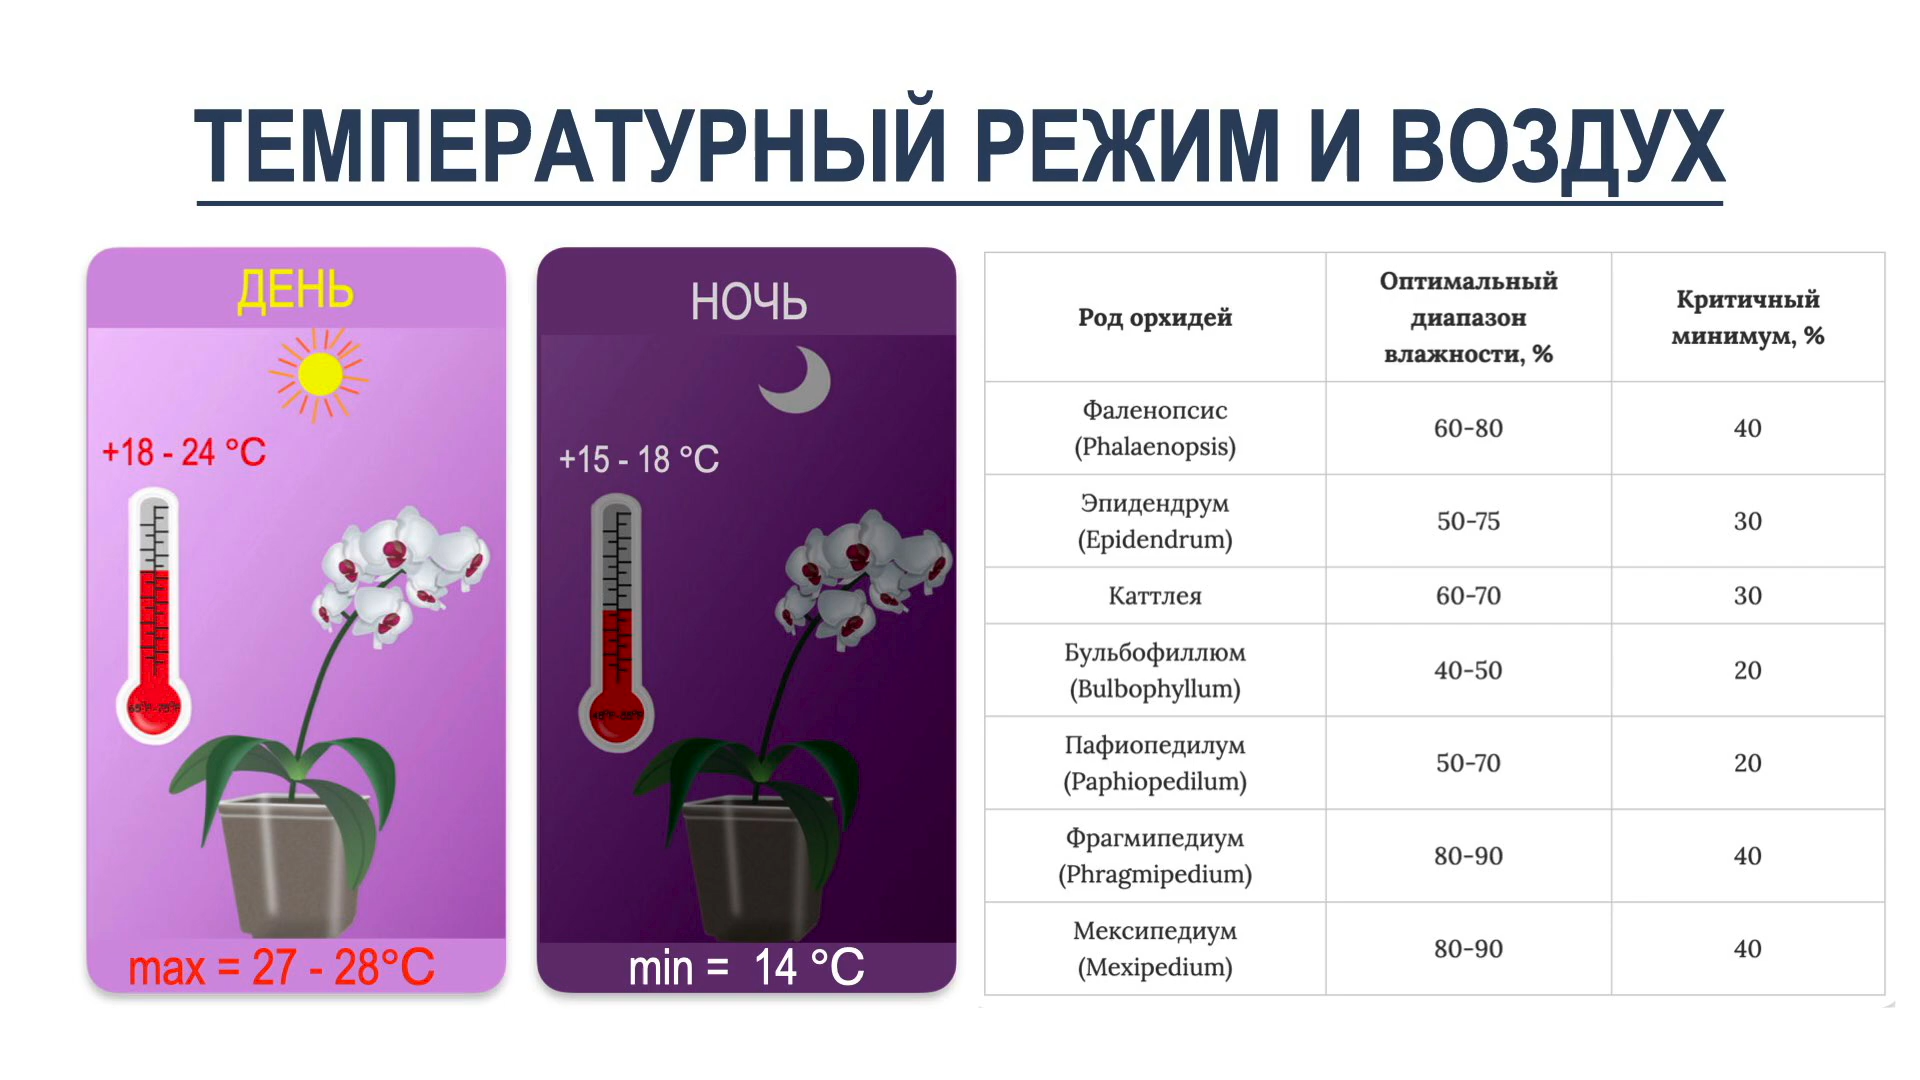 ТЕМПЕРАТУРНЫЙ РЕЖИМ И ВОЗДУХ
ДЕНЬ
+18 - 24 °C
max = 27 - 28°C
НОЧЬ
+15 - 18 °C
min = 14 °C
Род орхидей
Оптимальный
диапазон
влажности, %
Критичный
минимум, %
Фаленопсис
(Phalaenopsis)
60-80
40
Эпидендрум
(Epidendrum)
50-75
30
Каттлея
60-70
30
Бульбофиллюм
(Bulbophyllum)
40-50
20
Пафиопедилум
(Paphiopedilum)
50-70
20
Фрагмипедиум
(Phragmipedium)
80-90
40
Мексипедиум
(Mexipedium)
80-90
40